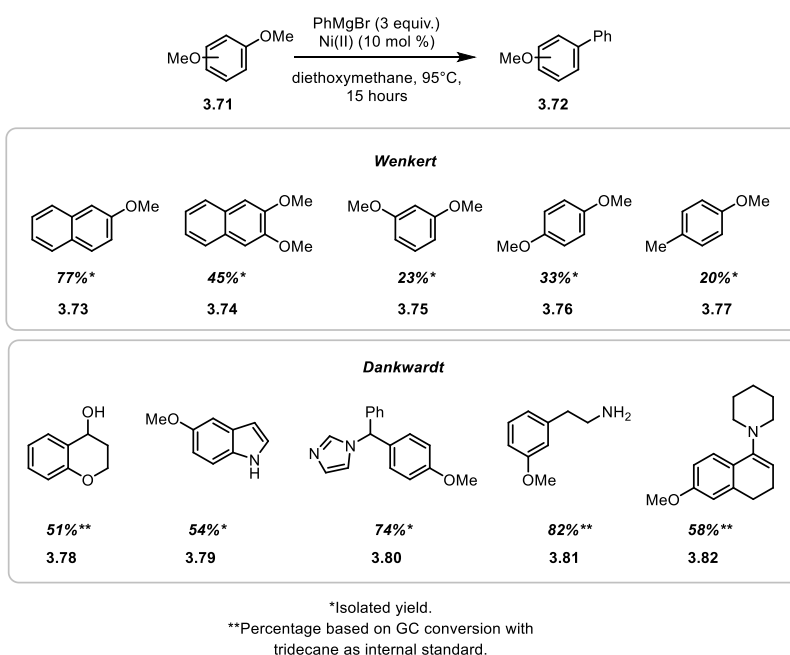 PhMgBr (3 equiv.)
Ni(II) (10 mol %)
MeO
OMe
MeO
Ph
diethoxymethane, 95°C,
15 hours
3.71
3.72
Wenkert
OMe
OMe
OMe
MeO
OMe
OMe
MeO
OMe
Me
77%*
45%*
23%*
33%*
20%*
3.73
3.74
3.75
3.76
3.77
Dankwardt
OH
O
MeO
N
H
Ph
N
N
OMe
NH2
OMe
N
MeO
51%**
54%*
74%*
82%**
58%**
3.78
3.79
3.80
3.81
3.82
*Isolated yield.
**Percentage based on GC conversion with
tridecane as internal standard.